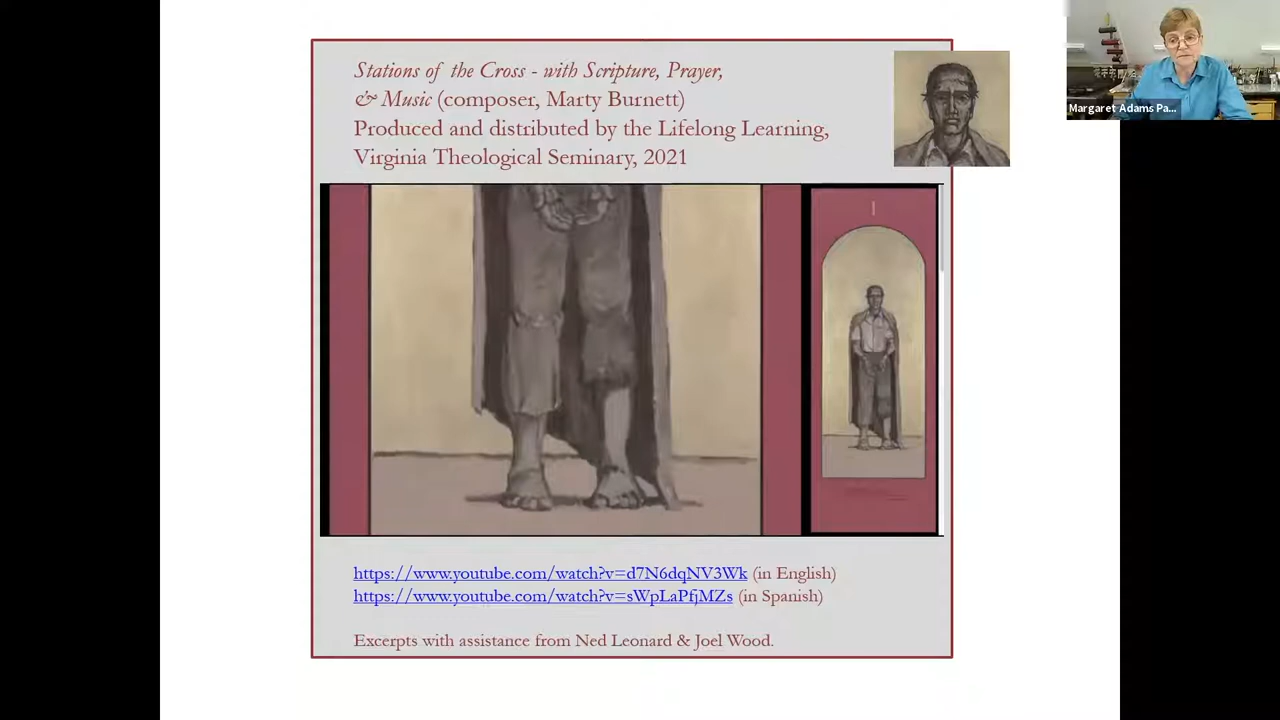 Stations of the Cross - with Scripture, Prayer,
& Music (composer, Marty Burnett)
Produced and distributed by the Lifelong Learning,
Virginia Theological Seminary, 2021
Margaret Adams Pa...
I
https://www.youtube.com/watch?v=d7N6dqNV3Wk (in English)
https://www.youtube.com/watch?v=sWpLaPfjMZs (in Spanish)
Excerpts with assistance from Ned Leonard & Joel Wood.